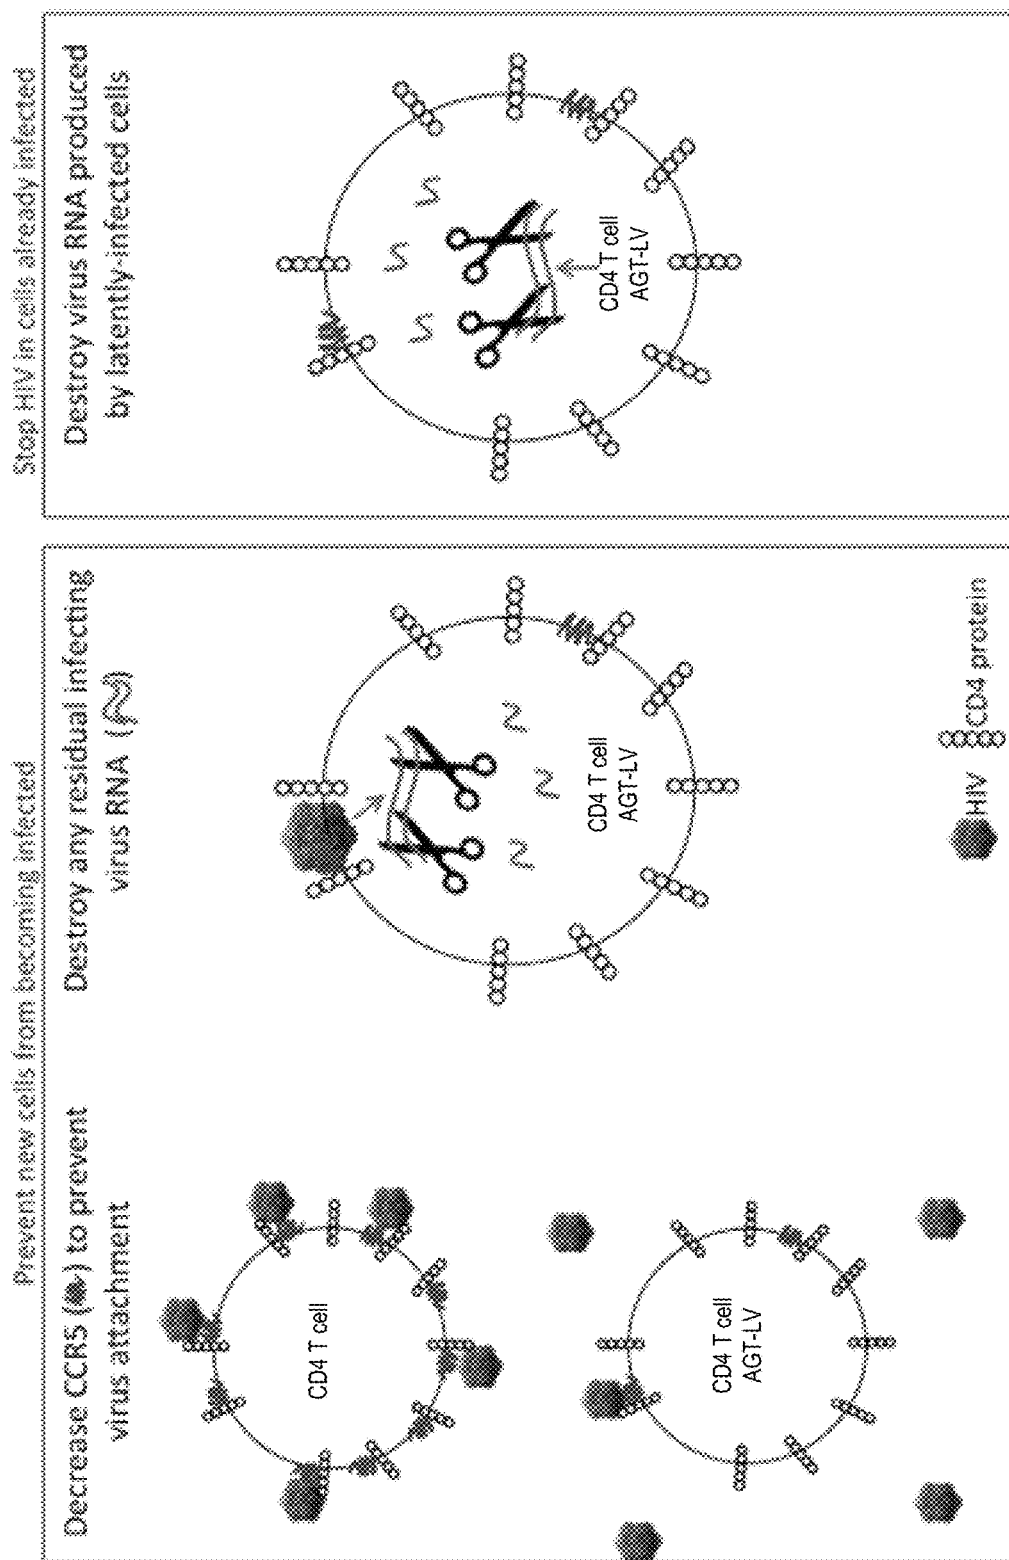 Prevent new cells from becoming infected
Decrease CCR5 ( ) to prevent
virus attachment
CD4 T cell
CD4 T cell
AGT-LV
Destroy any residual infecting
virus RNA ( )
CD4 T cell
AGT-LV
HIV
CD4 protein
Stop HIV in cells already infected
Destroy virus RNA produced
by latently-infected cells
CD4 T cell
AGT-LV